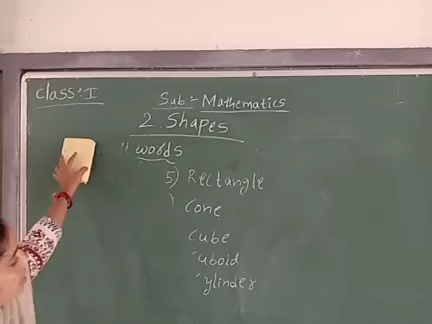 Class:- I
Sub:- Mathematics
2. Shapes
words
5) Rectangle
) Cone
Cube
uboid
ylinder